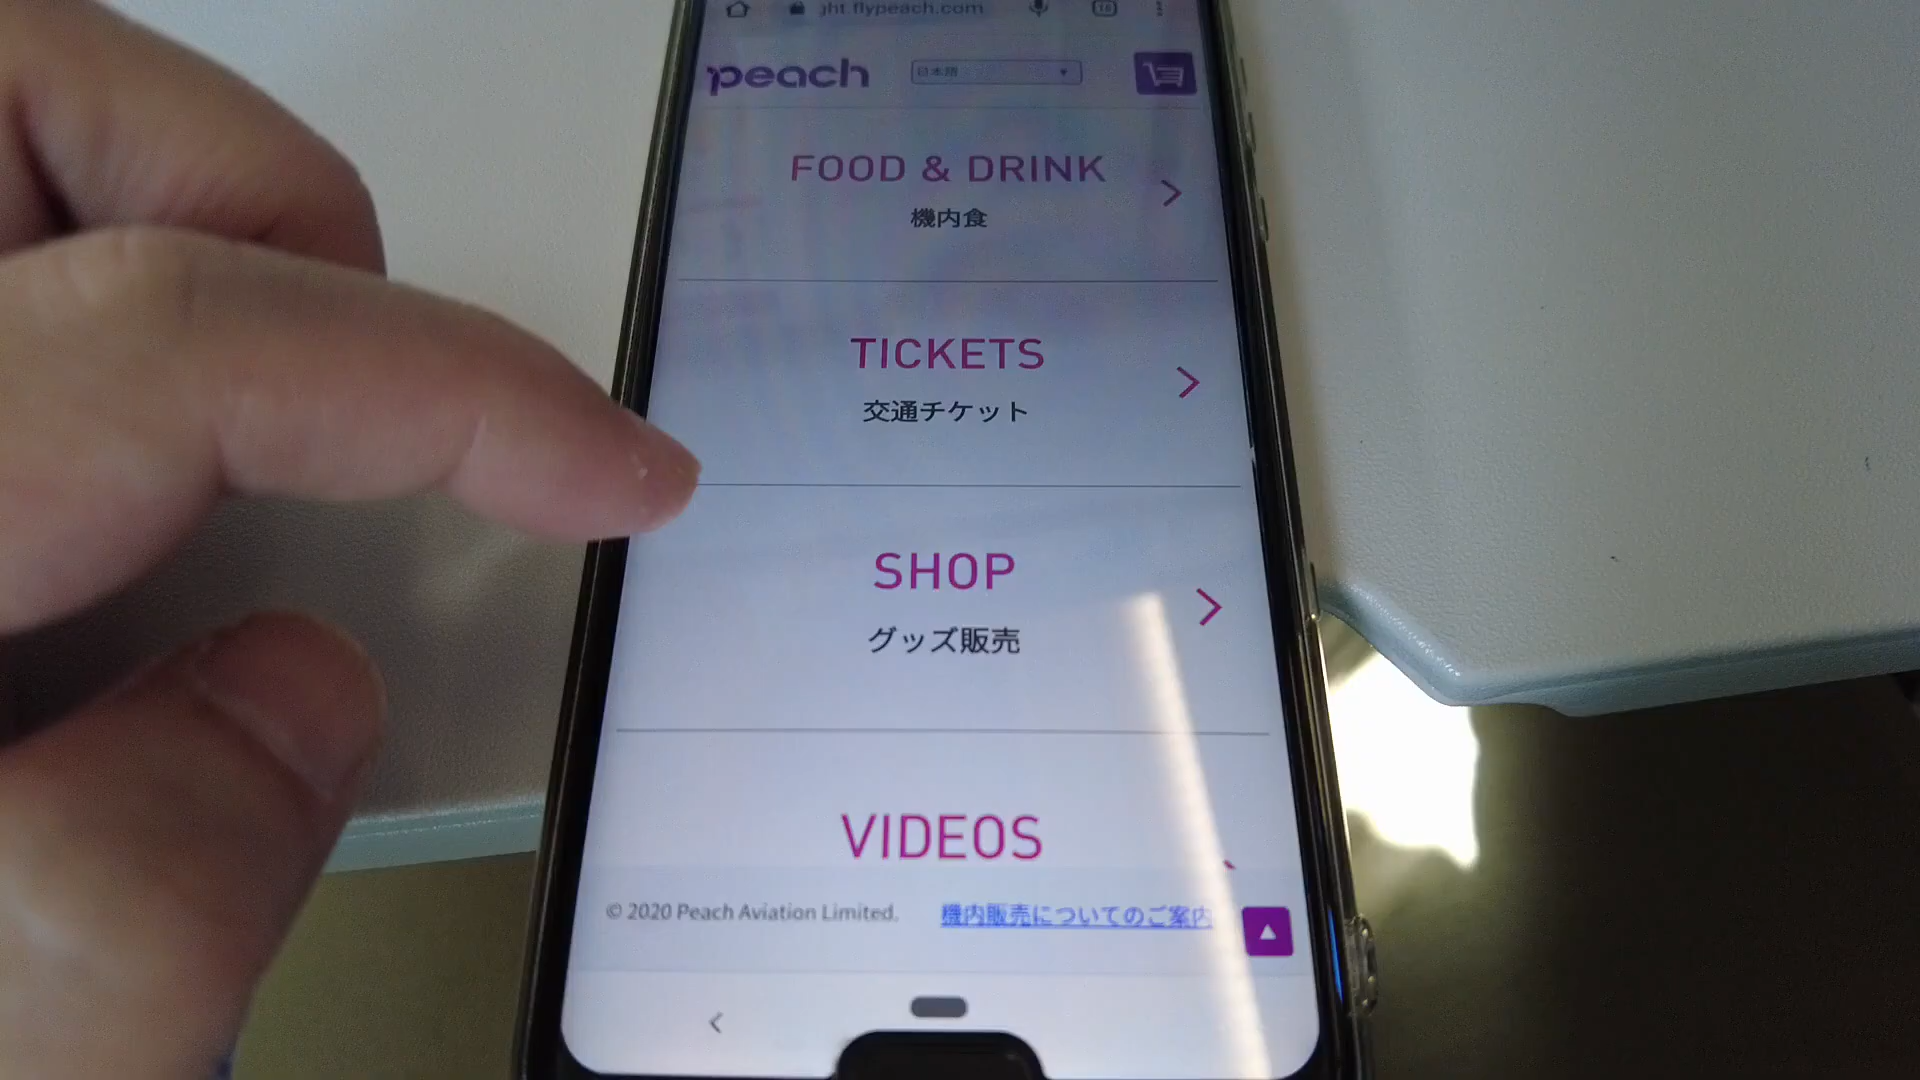 ght.flypeach.com
16
peach
日本語
FOOD & DRINK
機内食
TICKETS
交通チケット
SHOP
グッズ販売
VIDEOS
© 2020 Peach Aviation Limited.
機内販売についてのご案内